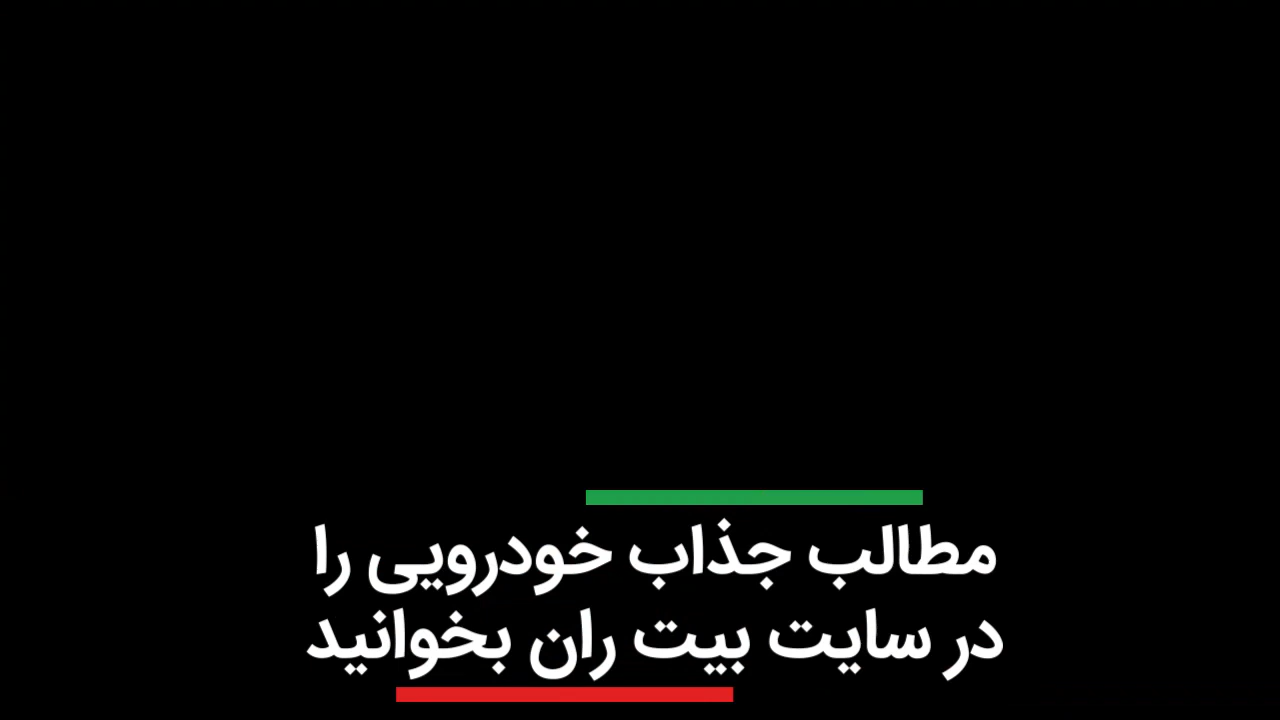 مطالب جذاب خودرویی را
در سایت بیت ران بخوانید